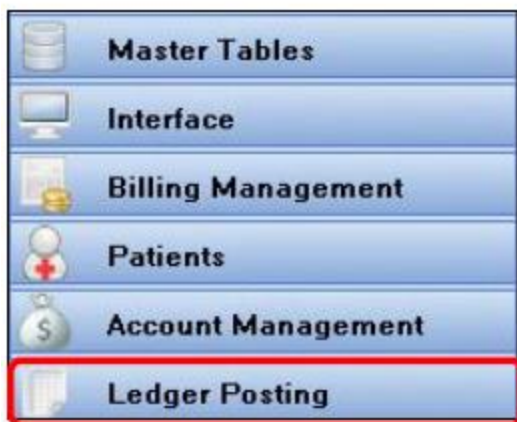 Master Tables
Interface
Billing Management
Patients
Account Management
$
Ledger Posting